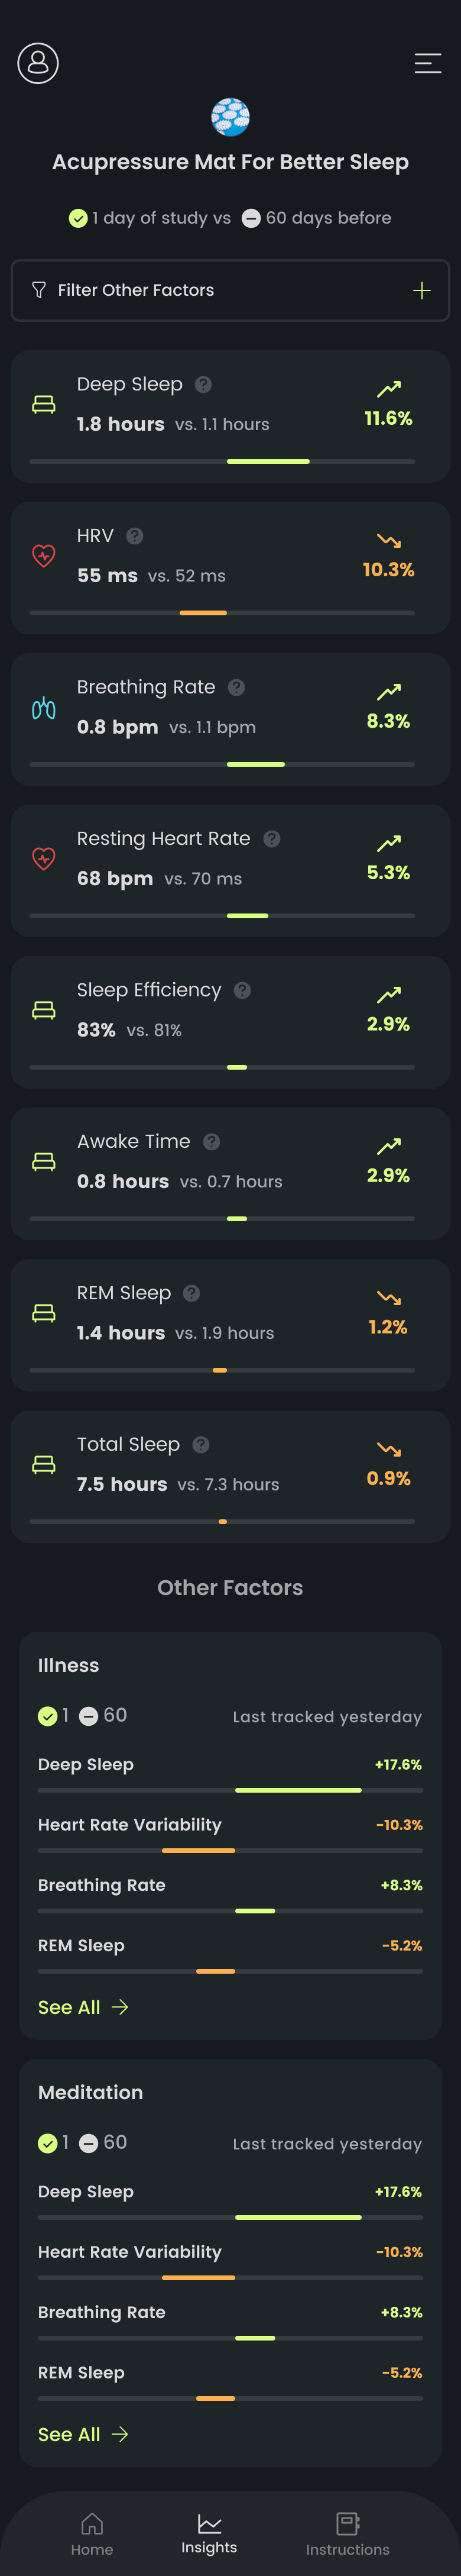 Acupressure Mat For Better Sleep
1 day of study vs 60 days before
Filter Other Factors
Deep Sleep ?
1.8 hours vs. 1.1 hours
11.6%
HRV ?
55 ms vs. 52 ms
10.3%
Breathing Rate ?
0.8 bpm vs. 1.1 bpm
8.3%
Resting Heart Rate ?
68 bpm vs. 70 ms
5.3%
Sleep Efficiency ?
83% vs. 81%
2.9%
Awake Time ?
0.8 hours vs. 0.7 hours
2.9%
REM Sleep ?
1.4 hours vs. 1.9 hours
1.2%
Total Sleep ?
7.5 hours vs. 7.3 hours
0.9%
Other Factors
Illness
1 60 Last tracked yesterday
Deep Sleep +17.6%
Heart Rate Variability -10.3%
Breathing Rate +8.3%
REM Sleep -5.2%
See All
Meditation
1 60 Last tracked yesterday
Deep Sleep +17.6%
Heart Rate Variability -10.3%
Breathing Rate +8.3%
REM Sleep -5.2%
See All
Home Insights Instructions